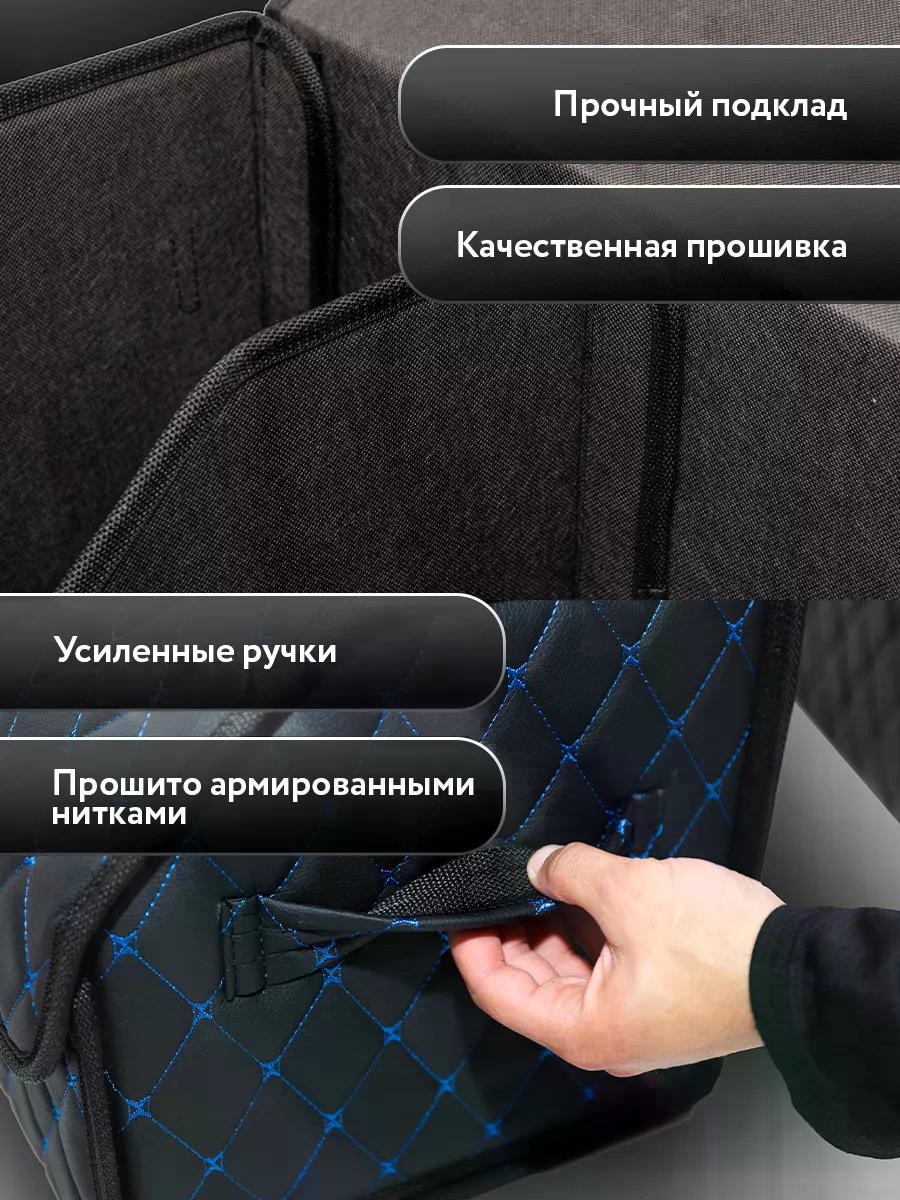 Прочный подклад
Качественная прошивка
Усиленные ручки
Прошито армированными
нитками